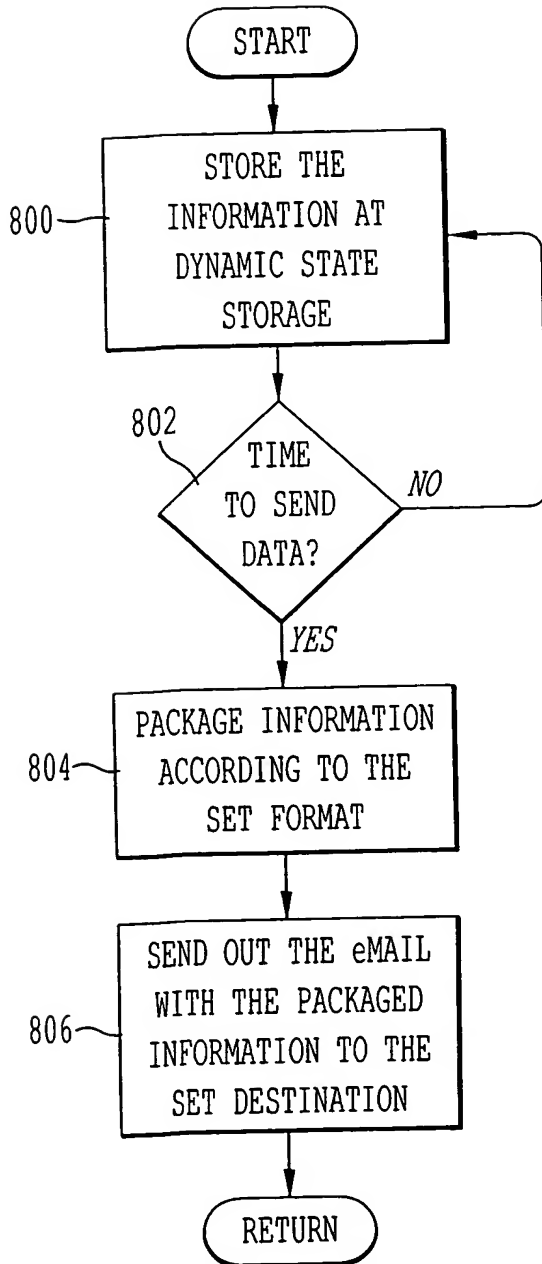 START
800
STORE THE
INFORMATION AT
DYNAMIC STATE
STORAGE
802
TIME
TO SEND
DATA?
NO
YES
804
PACKAGE INFORMATION
ACCORDING TO THE
SET FORMAT
806
SEND OUT THE eMAIL
WITH THE PACKAGED
INFORMATION TO THE
SET DESTINATION
RETURN